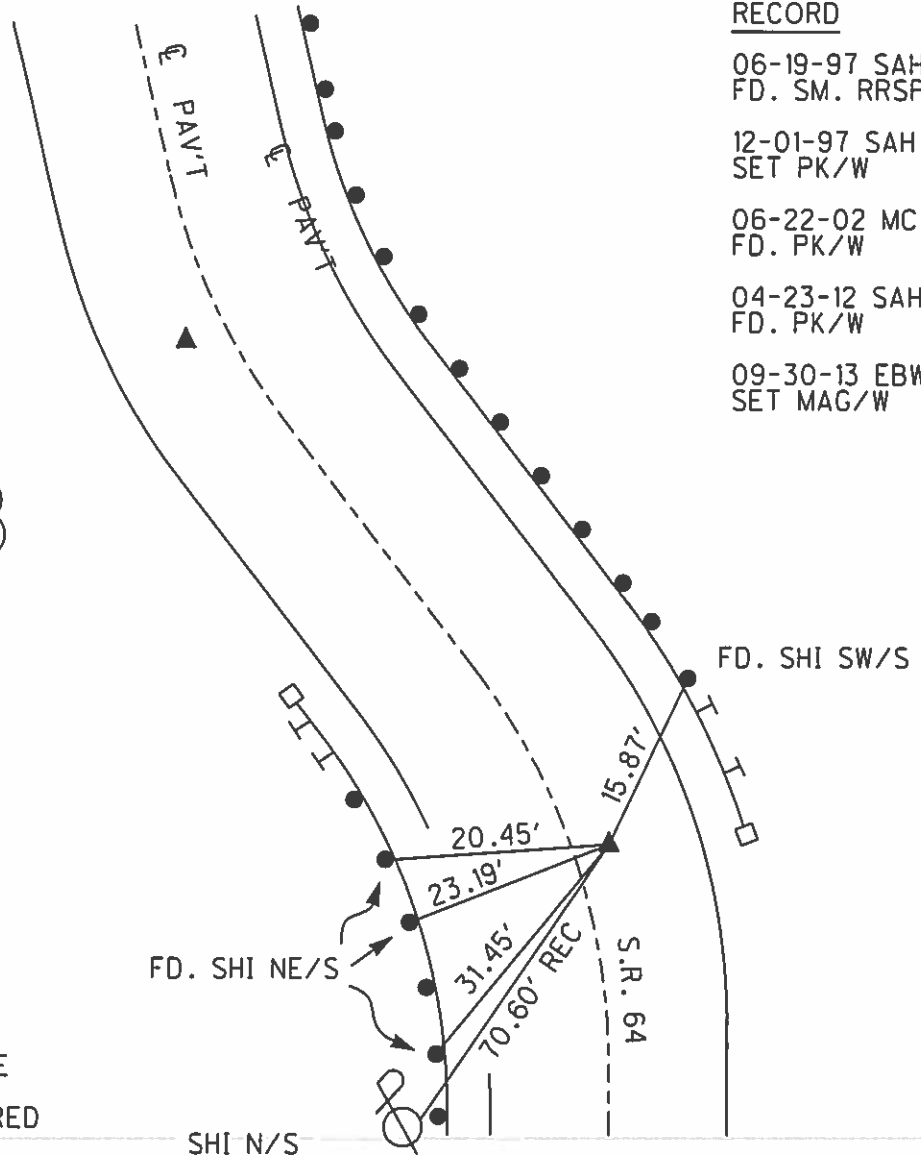 RECORD
06-19-97 SAH
FD. SM. RRSP
12-01-97 SAH
SET PK/W
06-22-02 MC
FD. PK/W
04-23-12 SAH
FD. PK/W
09-30-13 EBW
SET MAG/W
℄ PAV'T
℄ PAV'T
FD. SHI SW/S
15.87'
20.45'
23.19'
31.45'
70.60' REC
FD. SHI NE/S
S.R. 64
SHI N/S